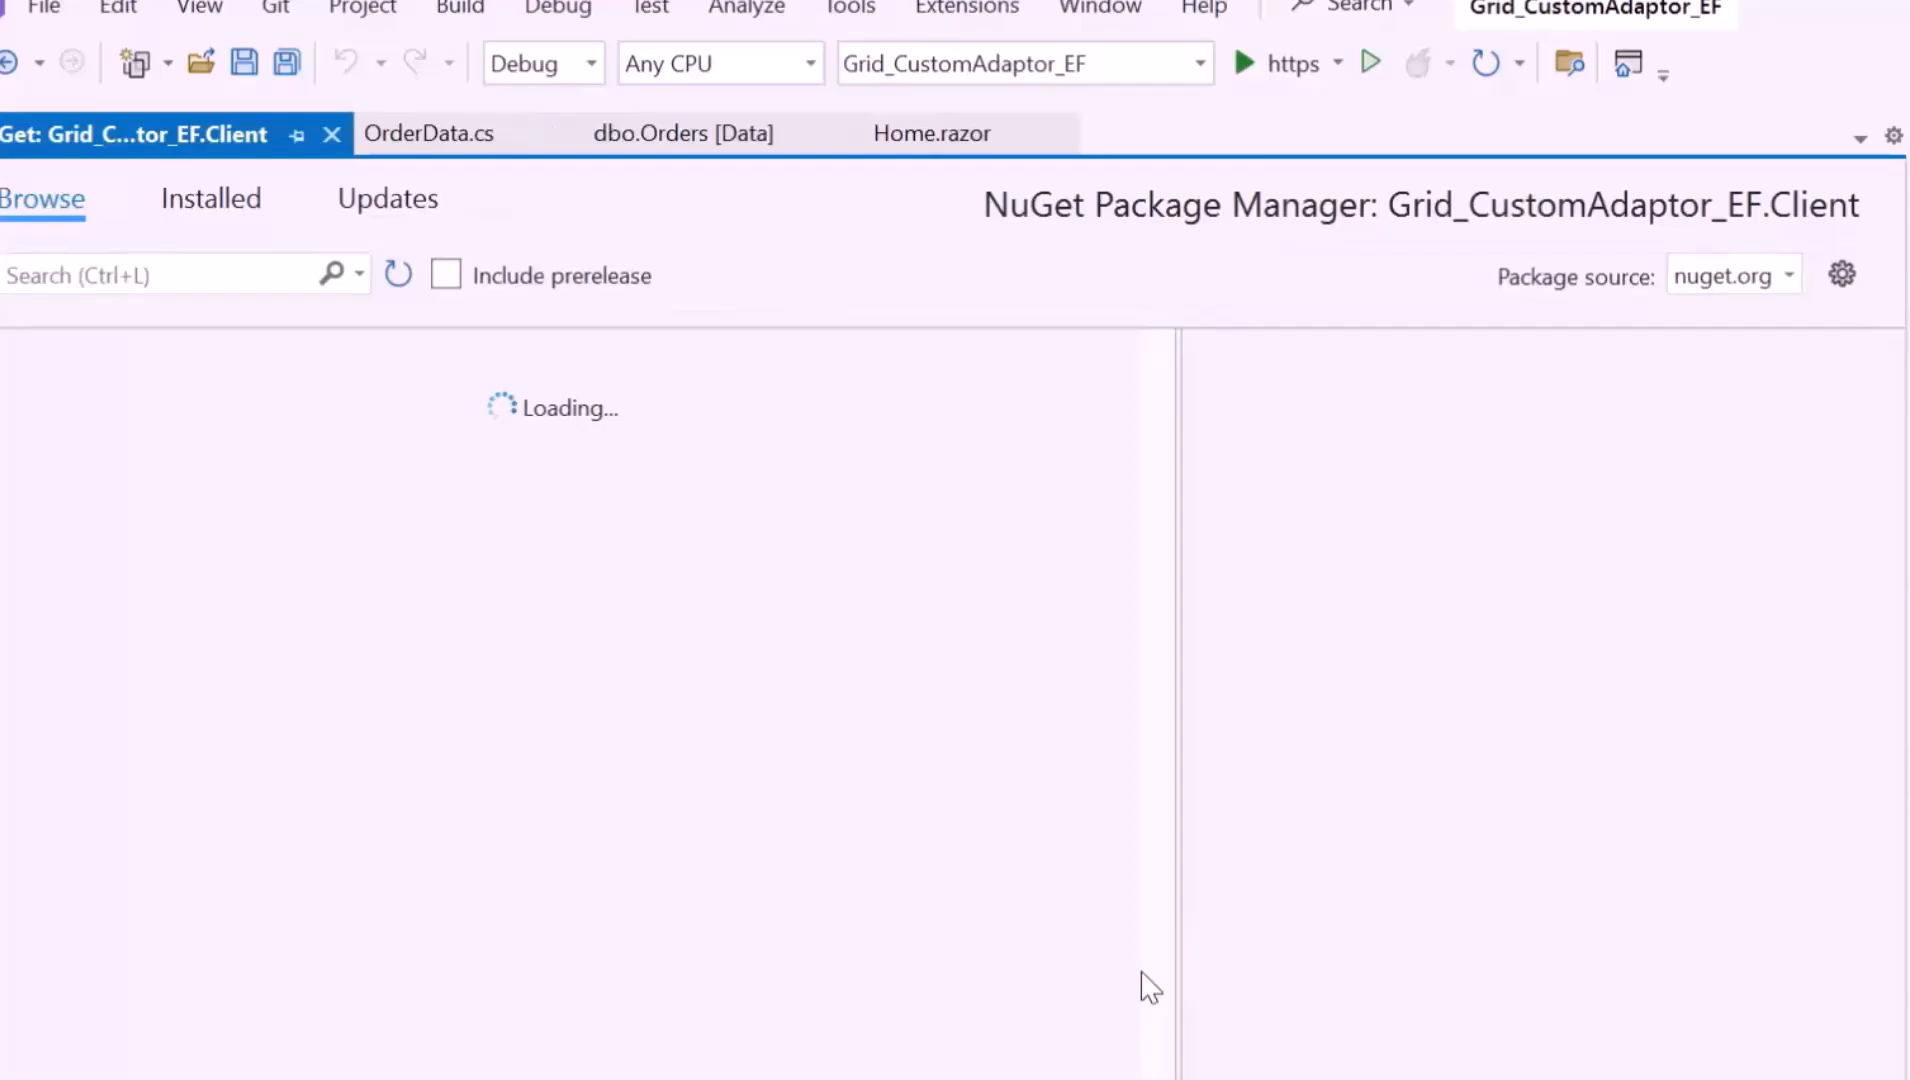 File Edit View Git Project Build Debug Test Analyze Tools Extensions Window Help Search Grid_CustomAdaptor_EF
Debug Any CPU Grid_CustomAdaptor_EF https
Get: Grid_C...tor_EF.Client OrderData.cs dbo.Orders [Data] Home.razor
Browse Installed Updates NuGet Package Manager: Grid_CustomAdaptor_EF.Client
Search (Ctrl+L) Include prerelease Package source: nuget.org
Loading...